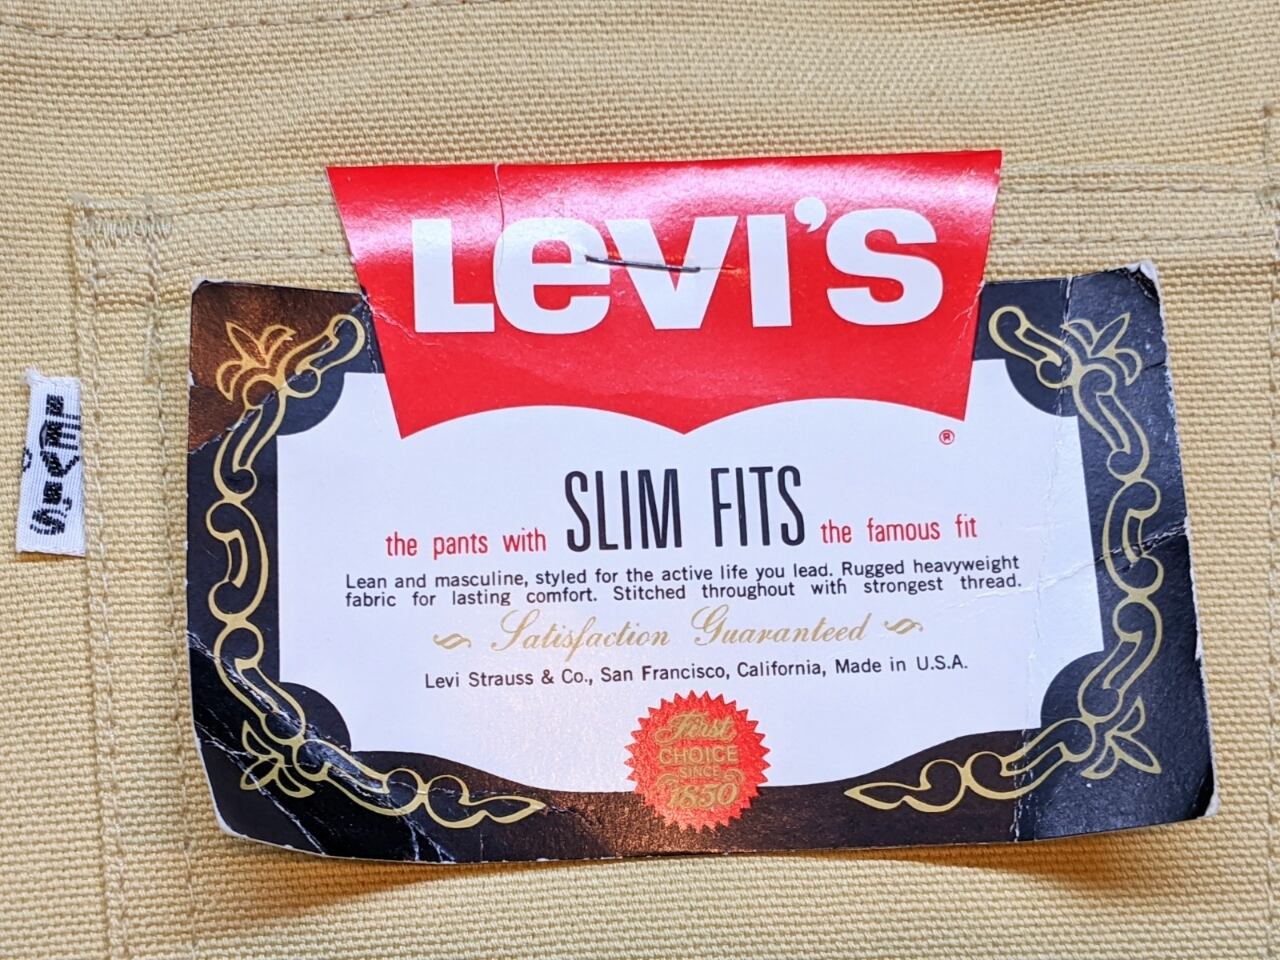 LEVI'S
®
SLIM FITS
the pants with
the famous fit
Lean and masculine, styled for the active life you lead. Rugged heavyweight
fabric for lasting comfort. Stitched throughout with strongest thread.
Satisfaction Guaranteed
Levi Strauss & Co., San Francisco, California, Made in U.S.A.
First
CHOICE
SINCE
1850
LEVI'S